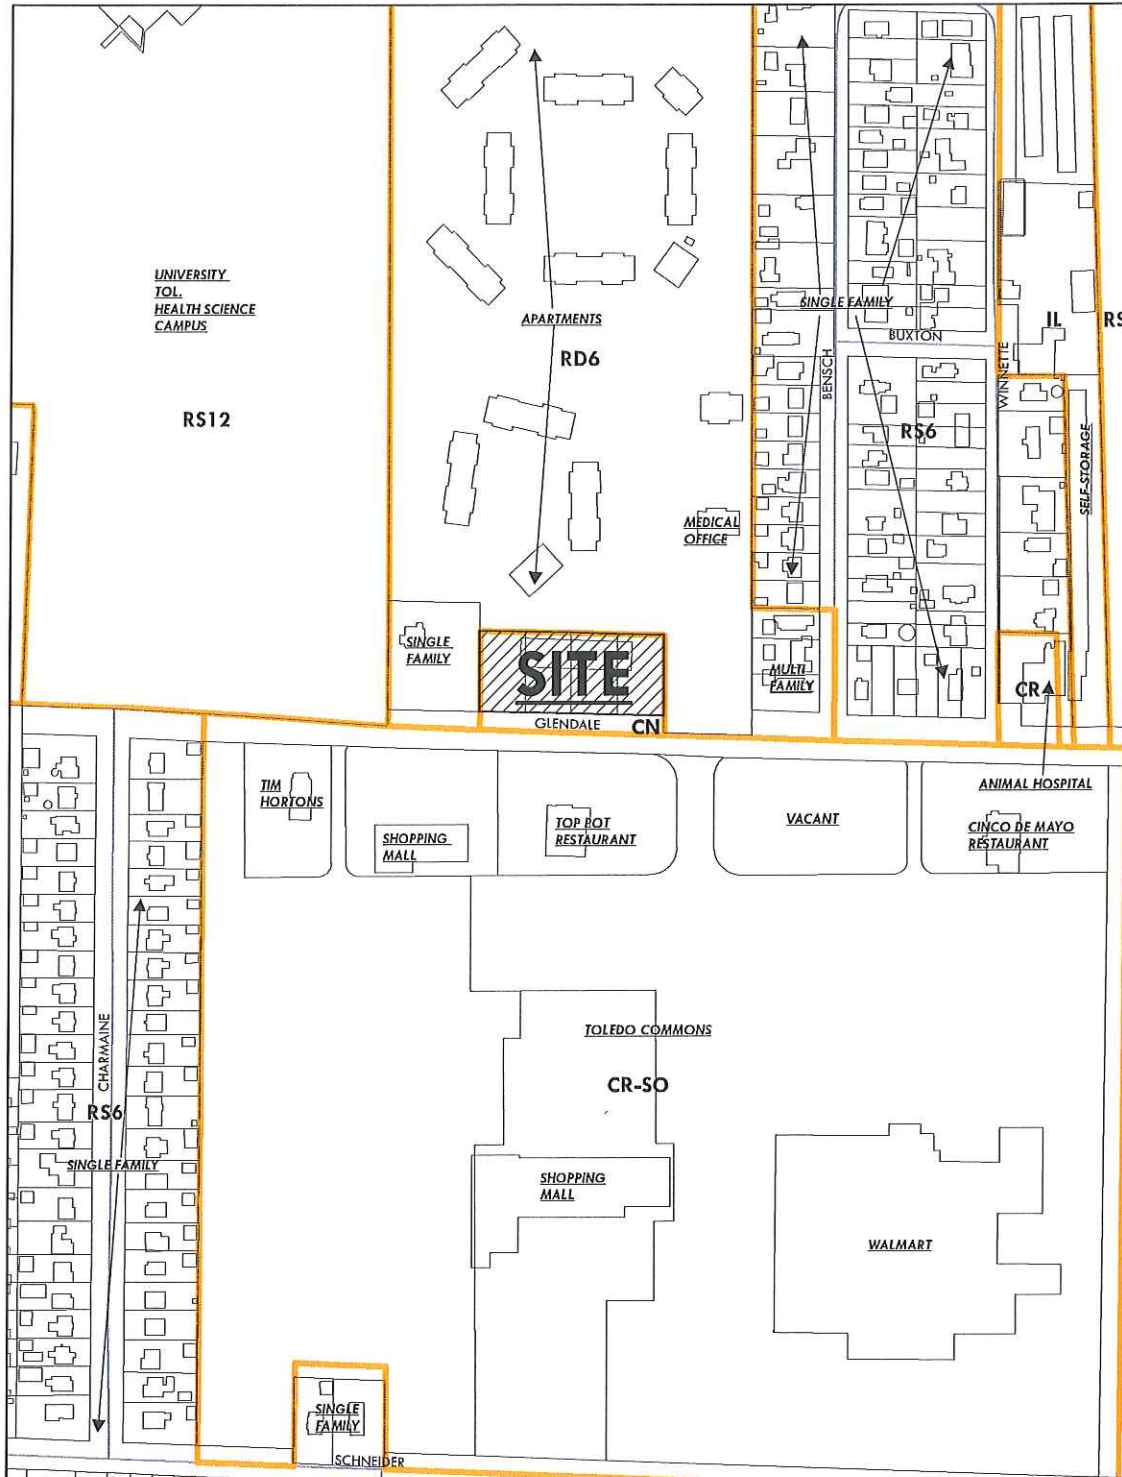 UNIVERSITY
TOL.
HEALTH SCIENCE
CAMPUS
RS12
APARTMENTS
RD6
SINGLE FAMILY
BUXTON
BENSCH
WINNETTE
IL
RS
RS6
SELF-STORAGE
MEDICAL
OFFICE
SINGLE
FAMILY
SITE
MULTI
FAMILY
CR
GLENDALE
CN
TIM
HORTONS
SHOPPING
MALL
TOP POT
RESTAURANT
VACANT
ANIMAL HOSPITAL
CINCO DE MAYO
RESTAURANT
CHARMAINE
RS6
SINGLE FAMILY
TOLEDO COMMONS
CR-SO
SHOPPING
MALL
WALMART
SINGLE
FAMILY
SCHNEIDER